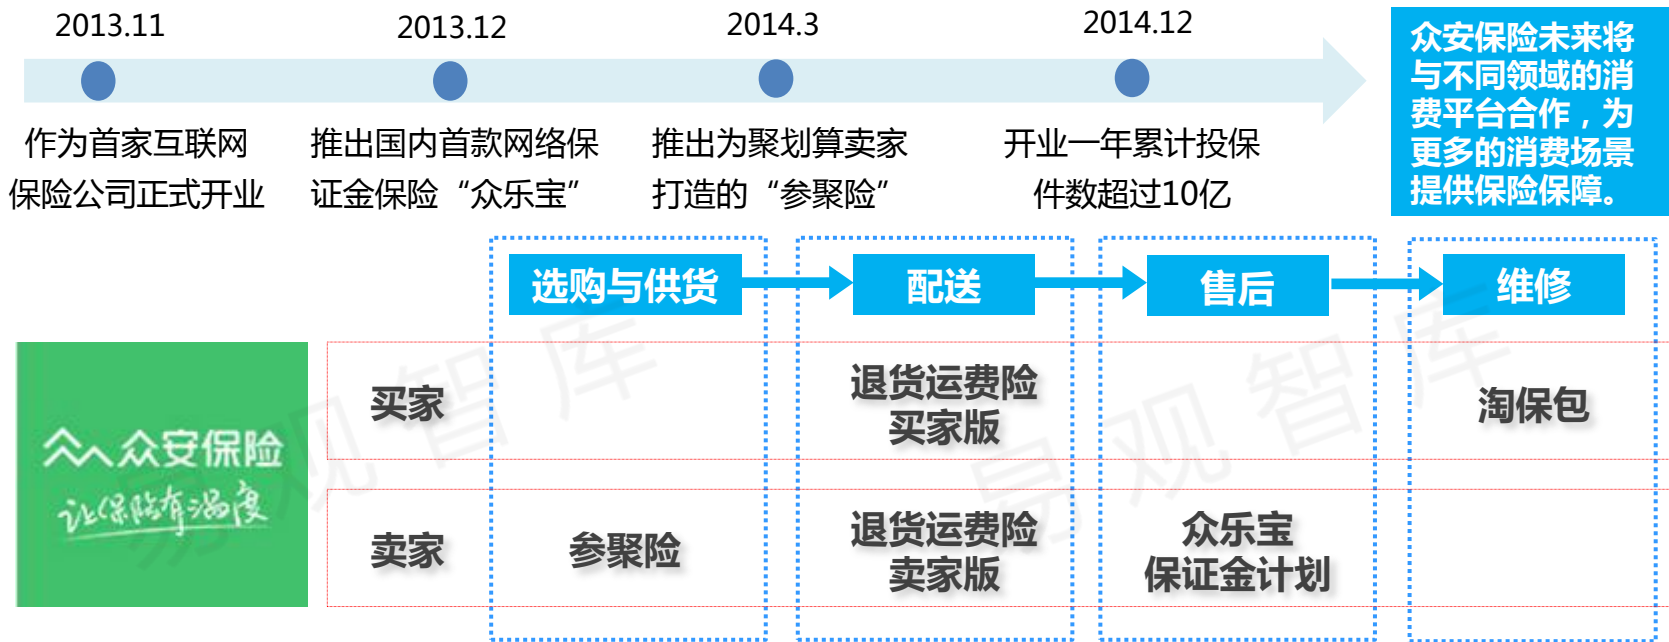 2013.11
2013.12
2014.3
2014.12
作为首家互联网
保险公司正式开业
推出国内首款网络保
证金保险“众乐宝”
推出为聚划算卖家
打造的“参聚险”
开业一年累计投保
件数超过10亿
众安保险未来将
与不同领域的消
费平台合作，为
更多的消费场景
提供保险保障。
选购与供货
配送
售后
维修
众安保险
让保险有温度
买家
退货运费险
买家版
淘保包
卖家
参聚险
退货运费险
卖家版
众乐宝
保证金计划
易观智库
易观智库